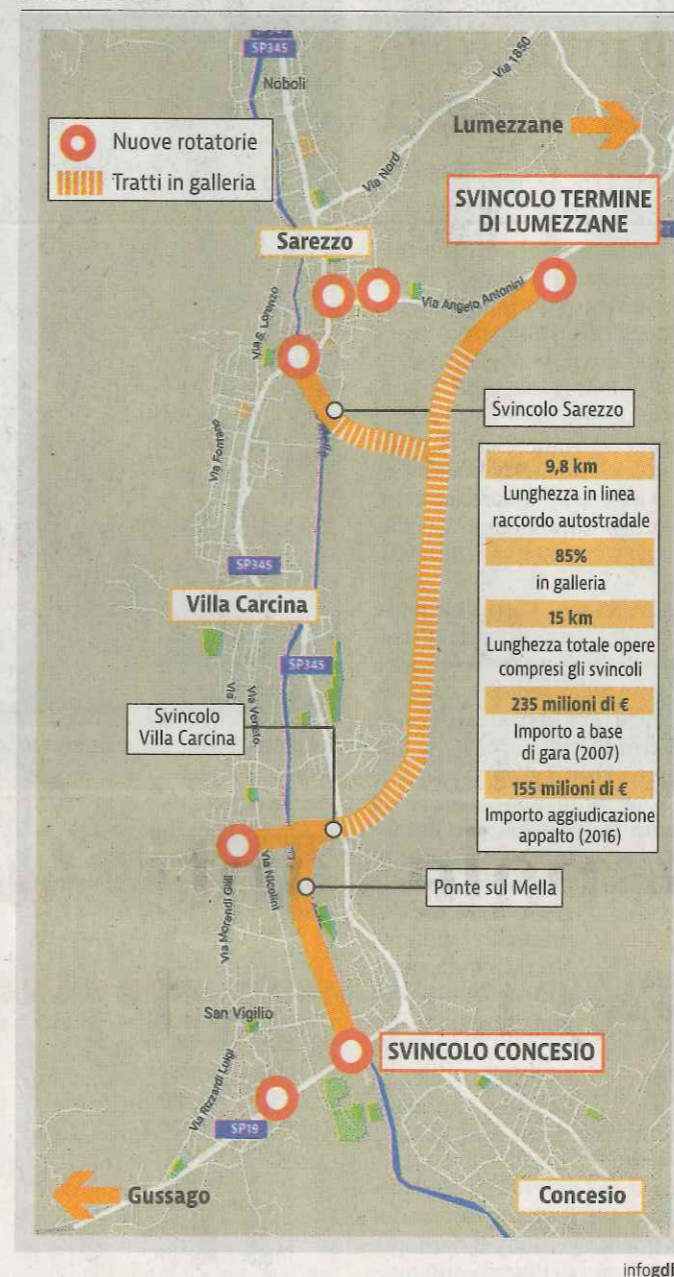 SP345
Noboli
Via 1850
Lumezzane
Nuove rotatorie
Tratti in galleria
Via Nord
SVINCOLO TERMINE
DI LUMEZZANE
Sarezzo
Via Angelo Antonini
Via S. Lorenzo
Svincolo Sarezzo
Mella
Via Fontano
9,8 km
Lunghezza in linea
raccordo autostradale
85%
in galleria
SP345
Villa Carcina
15 km
Lunghezza totale opere
compresi gli svincoli
SP345
Via
Via Veneto
Svincolo
Villa Carcina
235 milioni di €
Importo a base
di gara (2007)
155 milioni di €
Importo aggiudicazione
appalto (2016)
Via Nicolini
Via Morandi Glili
Ponte sul Mella
San Vigilio
SVINCOLO CONCESIO
Via Rizzardi Luigi
SP19
Gussago
Concesio
infogdb